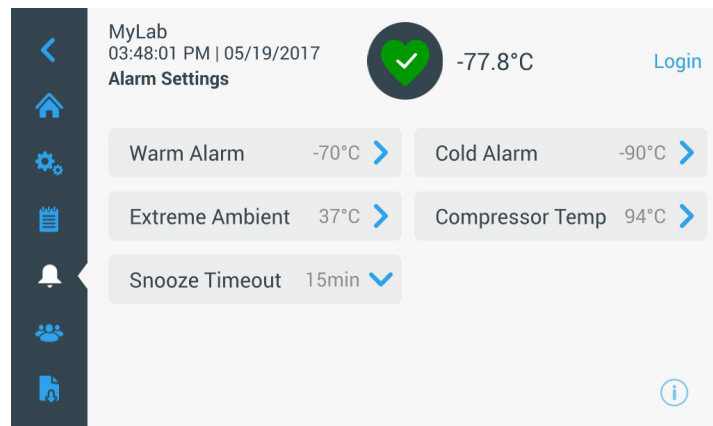 MyLab
03:48:01 PM | 05/19/2017
Alarm Settings
-77.8°C
Login
Warm Alarm -70°C
Cold Alarm -90°C
Extreme Ambient 37°C
Compressor Temp 94°C
Snooze Timeout 15min
i